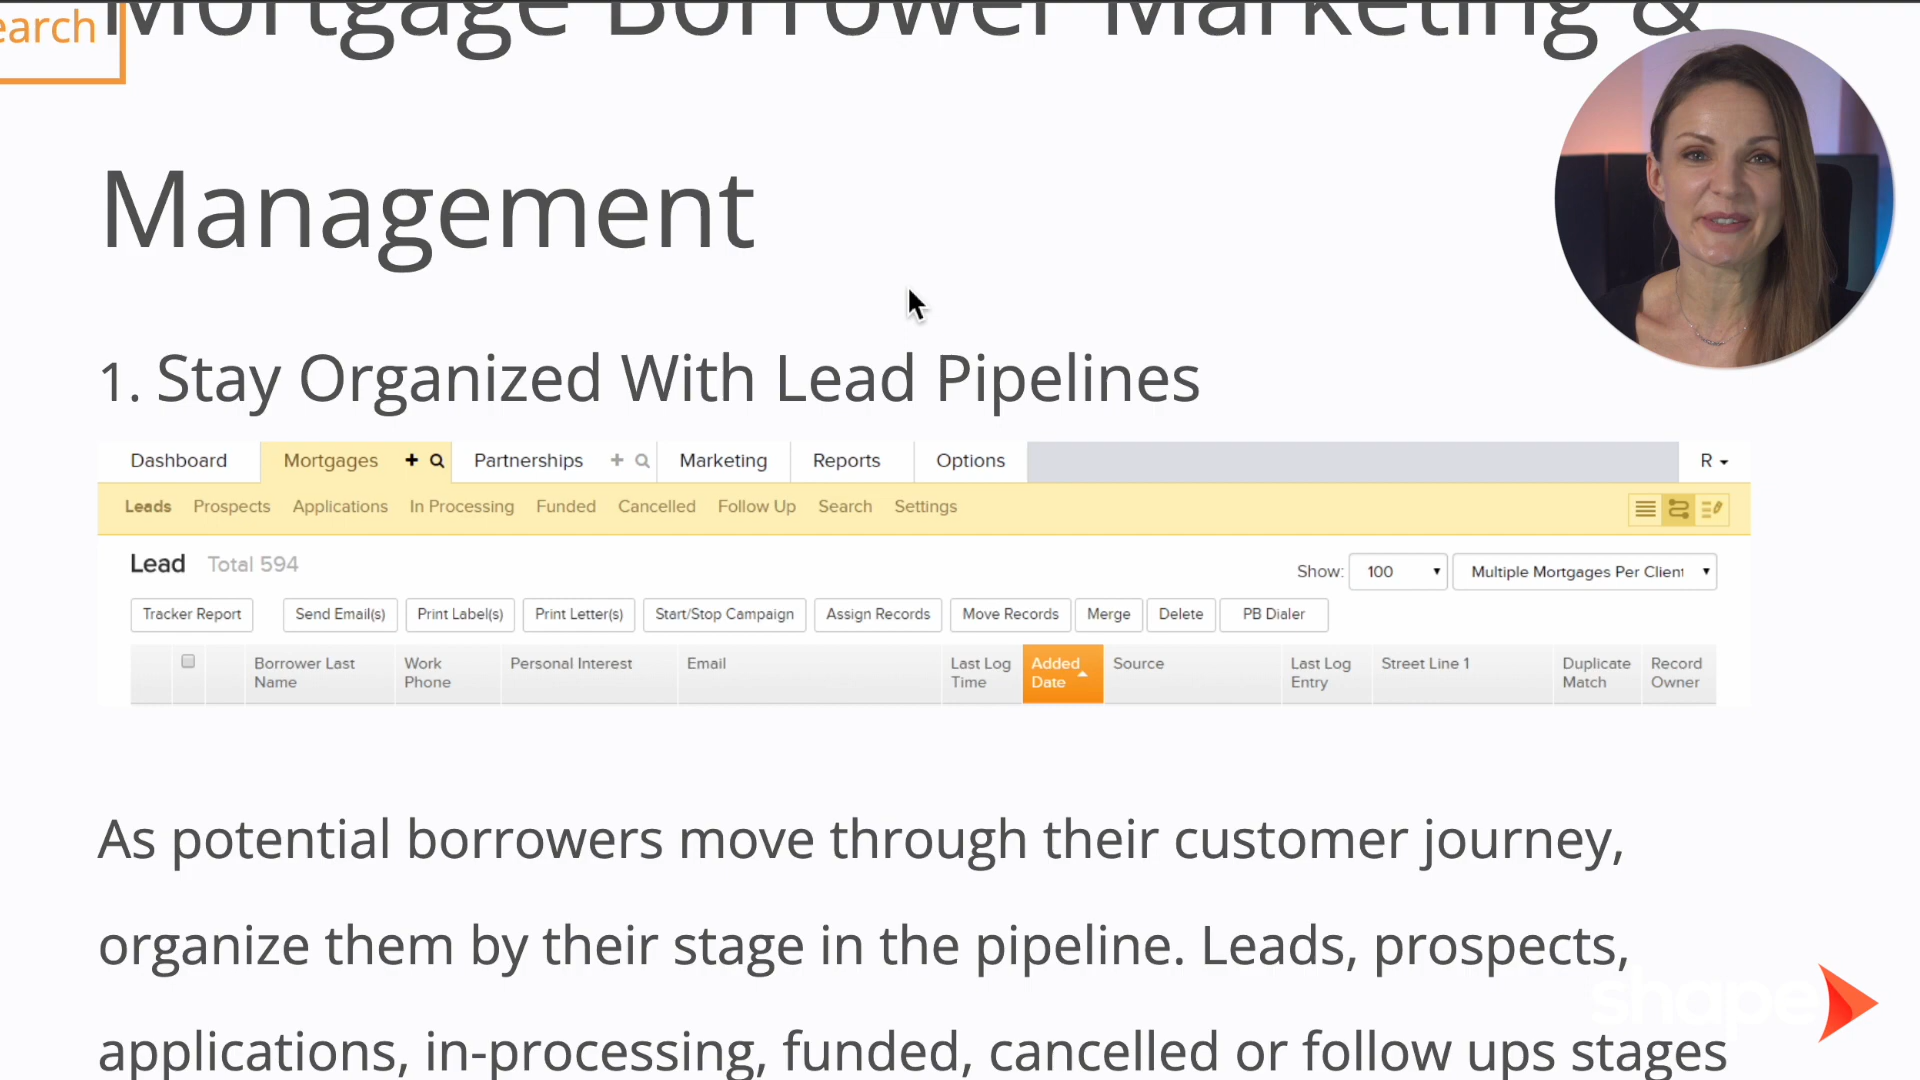 earch
Mortgage Borrower Marketing &
Management
1. Stay Organized With Lead Pipelines
Dashboard Mortgages + Partnerships + Marketing Reports Options R
Leads Prospects Applications In Processing Funded Cancelled Follow Up Search Settings
Lead Total 594
Show: 100 Multiple Mortgages Per Client
Tracker Report Send Email(s) Print Label(s) Print Letter(s) Start/Stop Campaign Assign Records Move Records Merge Delete PB Dialer
Borrower Last Name Work Phone Personal Interest Email Last Log Time Added Date Source Last Log Entry Street Line 1 Duplicate Match Record Owner
As potential borrowers move through their customer journey,
organize them by their stage in the pipeline. Leads, prospects,
applications, in-processing, funded, cancelled or follow ups stages
shape